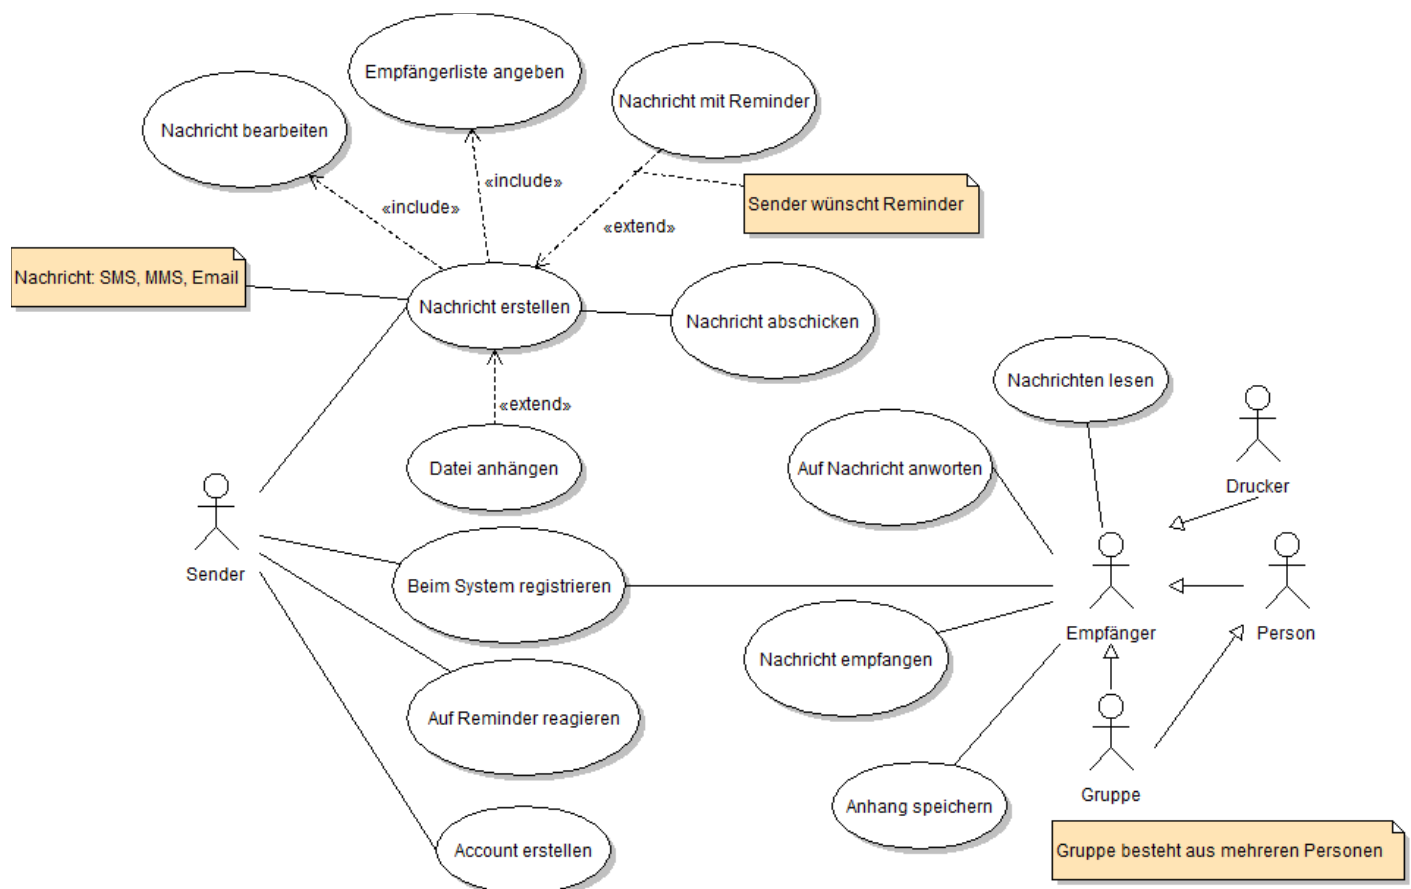 Empfängerliste angeben
Nachricht mit Reminder
Nachricht bearbeiten
«include»
«include»
Sender wünscht Reminder
«extend»
Nachricht: SMS, MMS, Email
Nachricht erstellen
Nachricht abschicken
Nachrichten lesen
«extend»
Datei anhängen
Auf Nachricht anworten
Drucker
Sender
Beim System registrieren
Empfänger
Person
Nachricht empfangen
Auf Reminder reagieren
Gruppe
Anhang speichern
Account erstellen
Gruppe besteht aus mehreren Personen